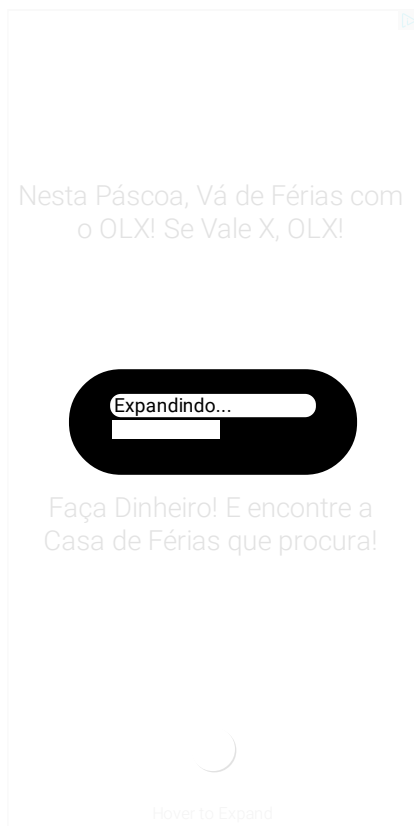 Nesta Páscoa, Vá de Férias com
o OLX! Se Vale X, OLX!
Expandindo...
Faça Dinheiro! E encontre a
Casa de Férias que procura!
Hover to Expand